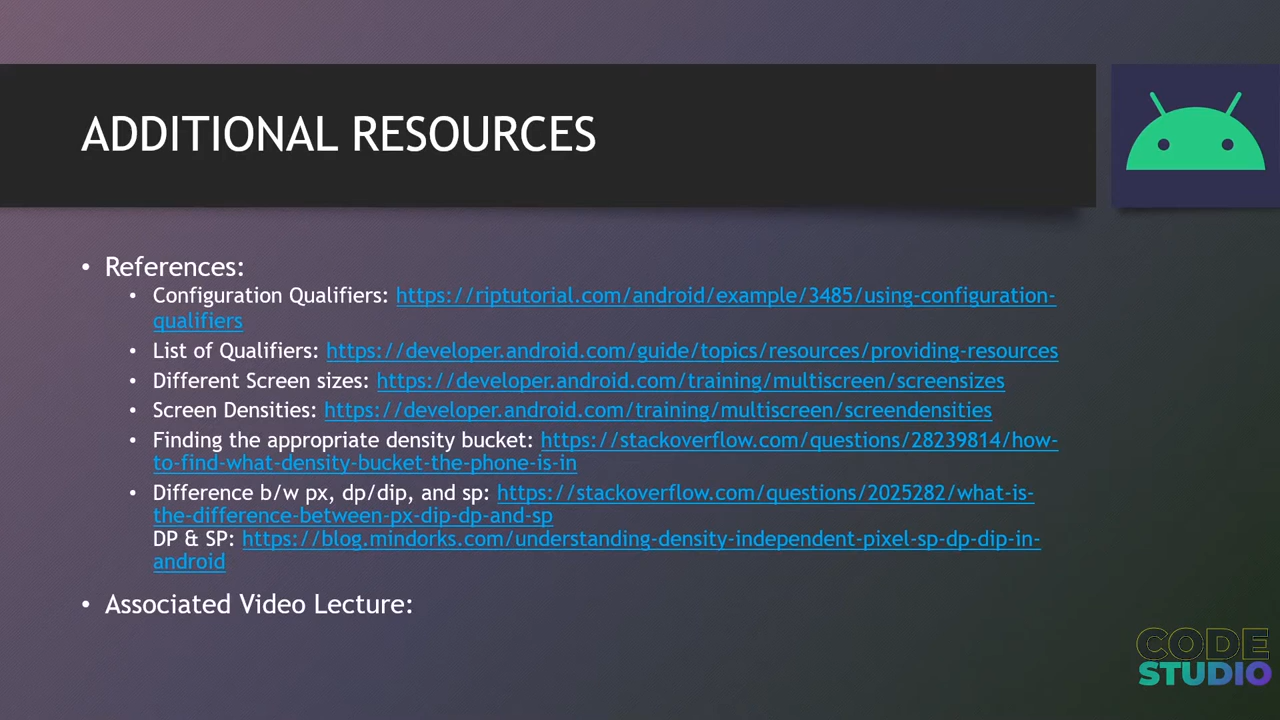 ADDITIONAL RESOURCES
• References:
• Configuration Qualifiers: https://riptutorial.com/android/example/3485/using-configuration-
qualifiers
• List of Qualifiers: https://developer.android.com/guide/topics/resources/providing-resources
• Different Screen sizes: https://developer.android.com/training/multiscreen/screensizes
• Screen Densities: https://developer.android.com/training/multiscreen/screendensities
• Finding the appropriate density bucket: https://stackoverflow.com/questions/28239814/how-
to-find-what-density-bucket-the-phone-is-in
• Difference b/w px, dp/dip, and sp: https://stackoverflow.com/questions/2025282/what-is-
the-difference-between-px-dip-dp-and-sp
DP & SP: https://blog.mindorks.com/understanding-density-independent-pixel-sp-dp-dip-in-
android
• Associated Video Lecture:
CODE
STUDIO